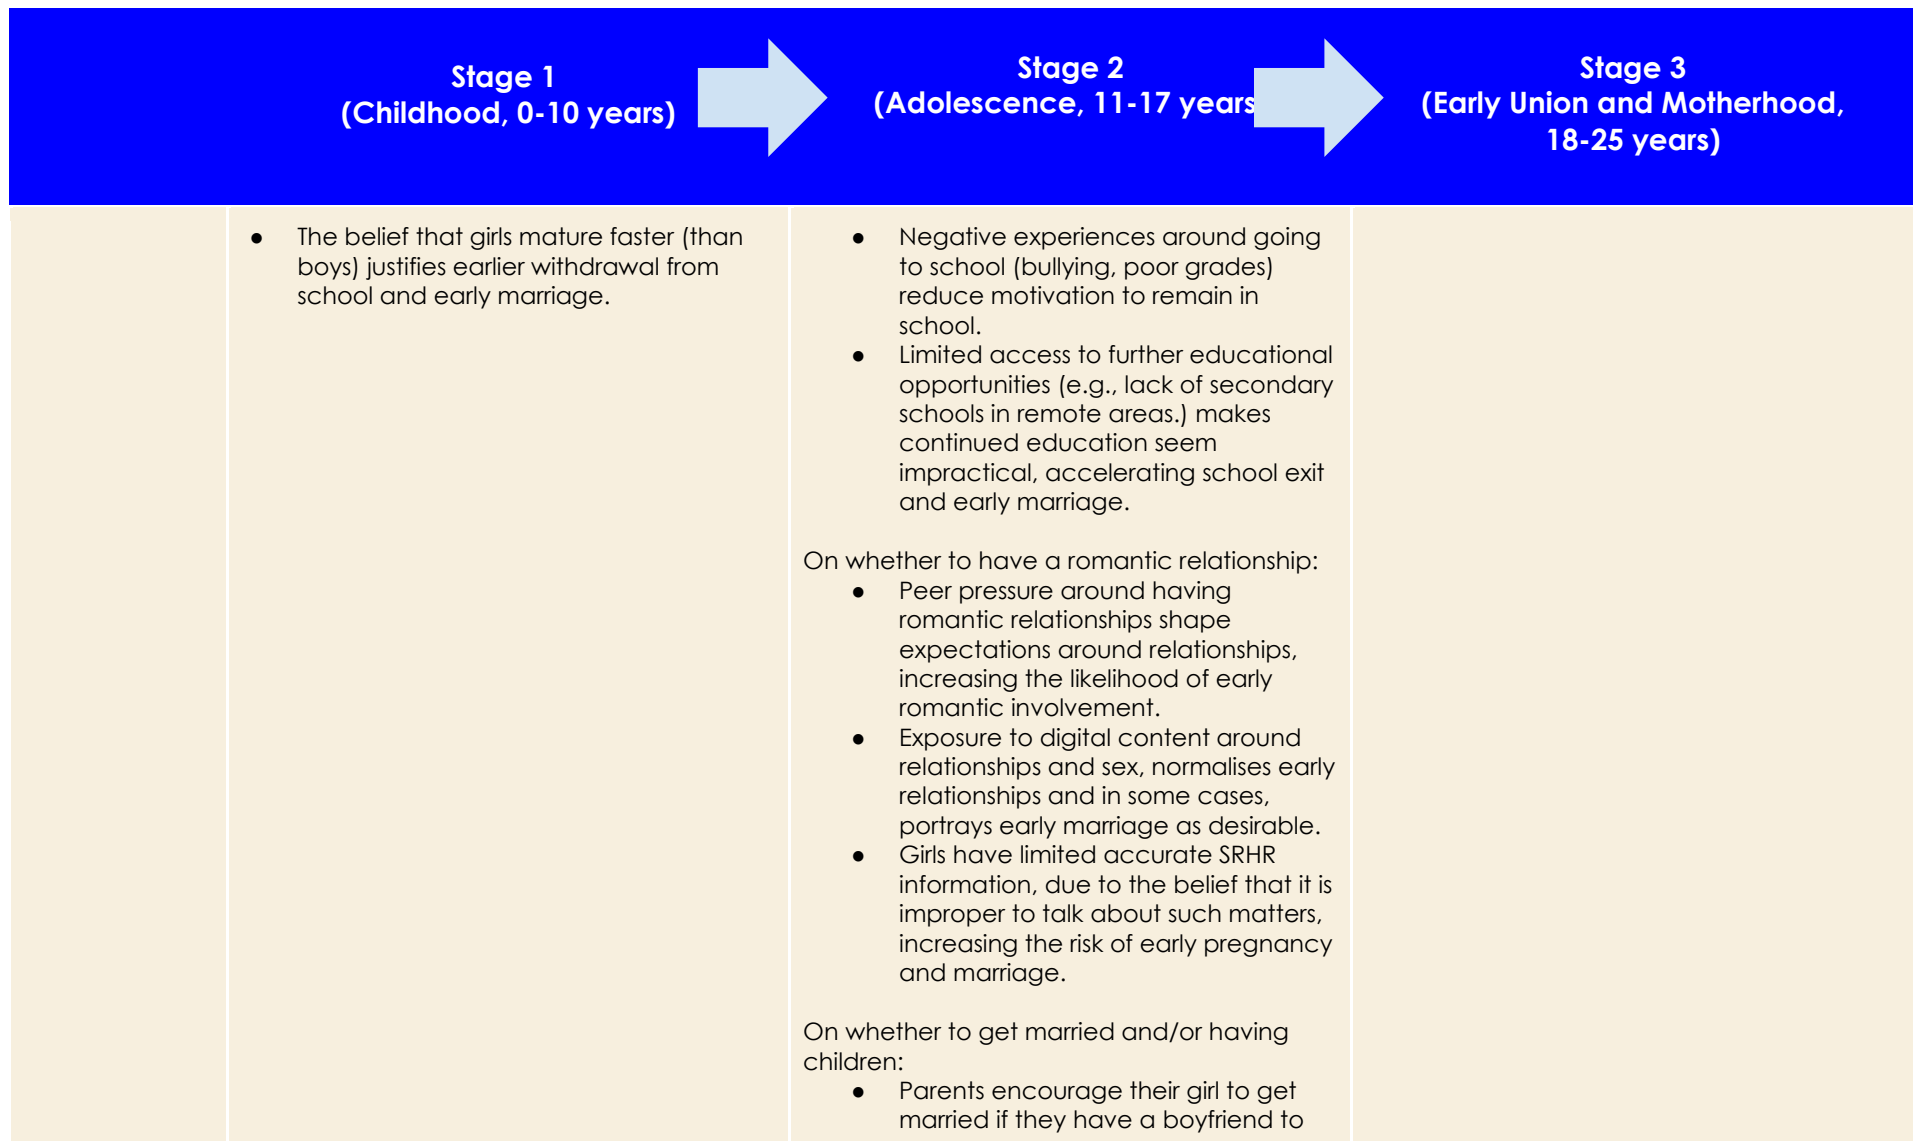 Stage 1
(Childhood, 0-10 years)
Stage 2
(Adolescence, 11-17 years
Stage 3
(Early Union and Motherhood,
18-25 years)
● The belief that girls mature faster (than
boys) justifies earlier withdrawal from
school and early marriage.
● Negative experiences around going
to school (bullying, poor grades)
reduce motivation to remain in
school.
● Limited access to further educational
opportunities (e.g., lack of secondary
schools in remote areas.) makes
continued education seem
impractical, accelerating school exit
and early marriage.
On whether to have a romantic relationship:
● Peer pressure around having
romantic relationships shape
expectations around relationships,
increasing the likelihood of early
romantic involvement.
● Exposure to digital content around
relationships and sex, normalises early
relationships and in some cases,
portrays early marriage as desirable.
● Girls have limited accurate SRHR
information, due to the belief that it is
improper to talk about such matters,
increasing the risk of early pregnancy
and marriage.
On whether to get married and/or having
children:
● Parents encourage their girl to get
married if they have a boyfriend to